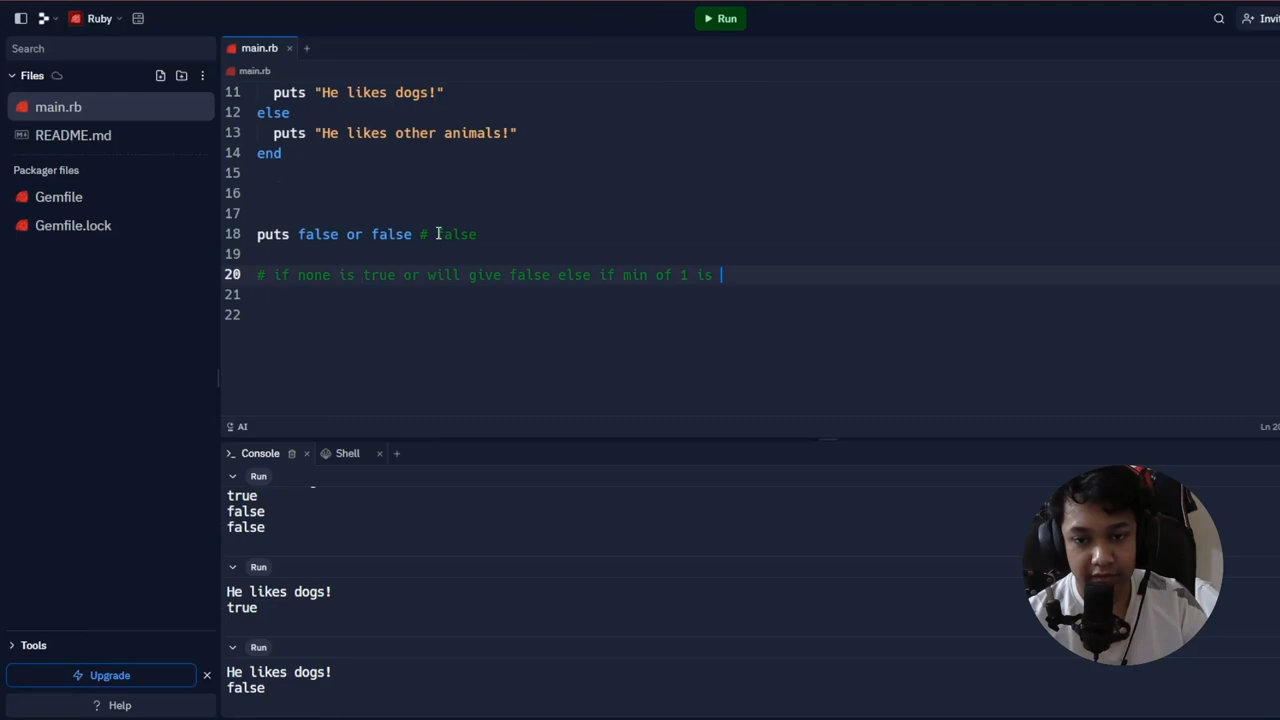 Ruby
Run
Invi
Search
main.rb
Files
main.rb
main.rb
README.md
Packager files
Gemfile
Gemfile.lock
11 puts "He likes dogs!"
12 else
13 puts "He likes other animals!"
14 end
15
16
17
18 puts false or false # false
19
20 # if none is true or will give false else if min of 1 is
21
22
AI
Ln 20
Console
Shell
Run
true
false
false
Run
He likes dogs!
true
Run
He likes dogs!
false
Tools
Upgrade
Help